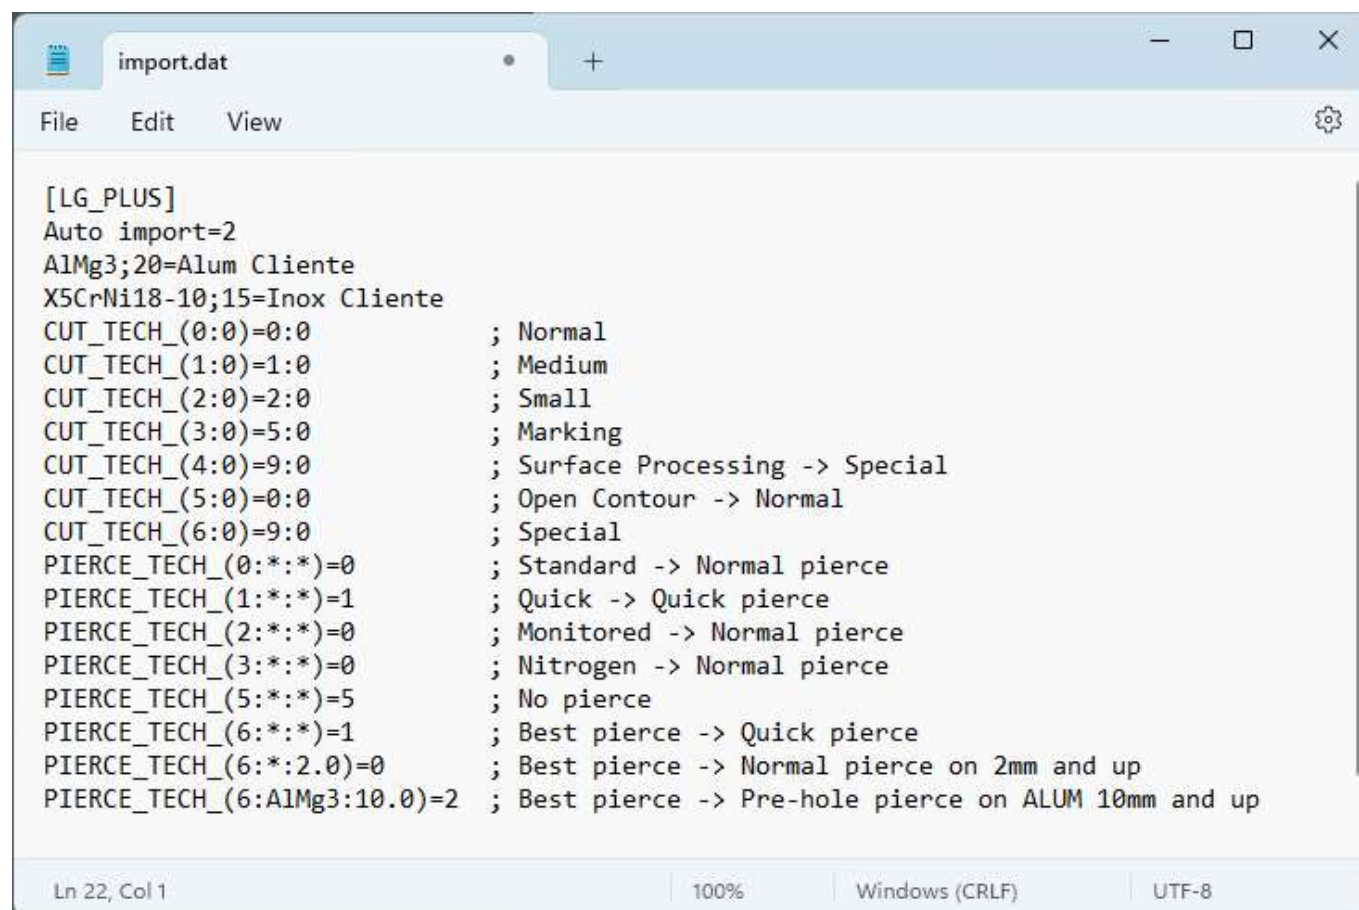 import.dat
File Edit View
[LG_PLUS]
Auto import=2
AlMg3;20=Alum Cliente
X5CrNi18-10;15=Inox Cliente
CUT_TECH_(0:0)=0:0 ; Normal
CUT_TECH_(1:0)=1:0 ; Medium
CUT_TECH_(2:0)=2:0 ; Small
CUT_TECH_(3:0)=5:0 ; Marking
CUT_TECH_(4:0)=9:0 ; Surface Processing -> Special
CUT_TECH_(5:0)=0:0 ; Open Contour -> Normal
CUT_TECH_(6:0)=9:0 ; Special
PIERCE_TECH_(0:*:*)=0 ; Standard -> Normal pierce
PIERCE_TECH_(1:*:*)=1 ; Quick -> Quick pierce
PIERCE_TECH_(2:*:*)=0 ; Monitored -> Normal pierce
PIERCE_TECH_(3:*:*)=0 ; Nitrogen -> Normal pierce
PIERCE_TECH_(5:*:*)=5 ; No pierce
PIERCE_TECH_(6:*:*)=1 ; Best pierce -> Quick pierce
PIERCE_TECH_(6:*:2.0)=0 ; Best pierce -> Normal pierce on 2mm and up
PIERCE_TECH_(6:AlMg3:10.0)=2 ; Best pierce -> Pre-hole pierce on ALUM 10mm and up
Ln 22, Col 1 100% Windows (CRLF) UTF-8